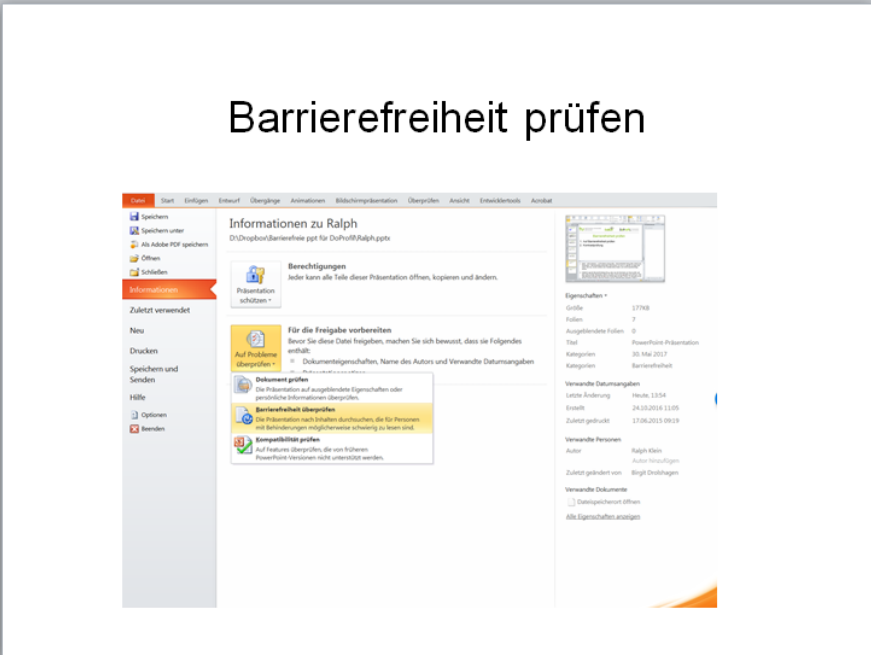 Barrierefreiheit prüfen
Datei Start Einfügen Entwurf Übergänge Animationen Bildschirmpräsentation Überprüfen Ansicht Entwicklertools Acrobat
Speichern
Speichern unter
Als Adobe PDF speichern
Öffnen
Schließen
Informationen
Zuletzt verwendet
Neu
Drucken
Speichern und
Senden
Hilfe
Optionen
Beenden
Informationen zu Ralph
D:\Dropbox\Barrierefreie ppt für DoProfil\Ralph.pptx
Präsentation
schützen
Berechtigungen
Jeder kann alle Teile dieser Präsentation öffnen, kopieren und ändern.
Auf Probleme
überprüfen
Für die Freigabe vorbereiten
Bevor Sie diese Datei freigeben, machen Sie sich bewusst, dass sie Folgendes
enthält:
Dokumenteigenschaften, Name des Autors und Verwandte Datumsangaben
Dokument prüfen
Die Präsentation auf ausgeblendete Eigenschaften oder
persönliche Informationen überprüfen.
Barrierefreiheit überprüfen
Die Präsentation nach Inhalten durchsuchen, die für Personen
mit Behinderungen möglicherweise schwierig zu lesen sind.
Kompatibilität prüfen
Auf Features überprüfen, die von früheren
PowerPoint-Versionen nicht unterstützt werden.
Eigenschaften
Größe 177KB
Folien 7
Ausgeblendete Folien 0
Titel PowerPoint-Präsentation
Kategorien 30. Mai 2017
Kategorien Barrierefreiheit
Verwandte Datumsangaben
Letzte Änderung Heute, 13:54
Erstellt 24.10.2016 11:05
Zuletzt gedruckt 17.06.2015 09:19
Verwandte Personen
Autor Ralph Klein
Autor hinzufügen
Zuletzt geändert von Birgit Drolshagen
Verwandte Dokumente
Dateispeicherort öffnen
Alle Eigenschaften anzeigen